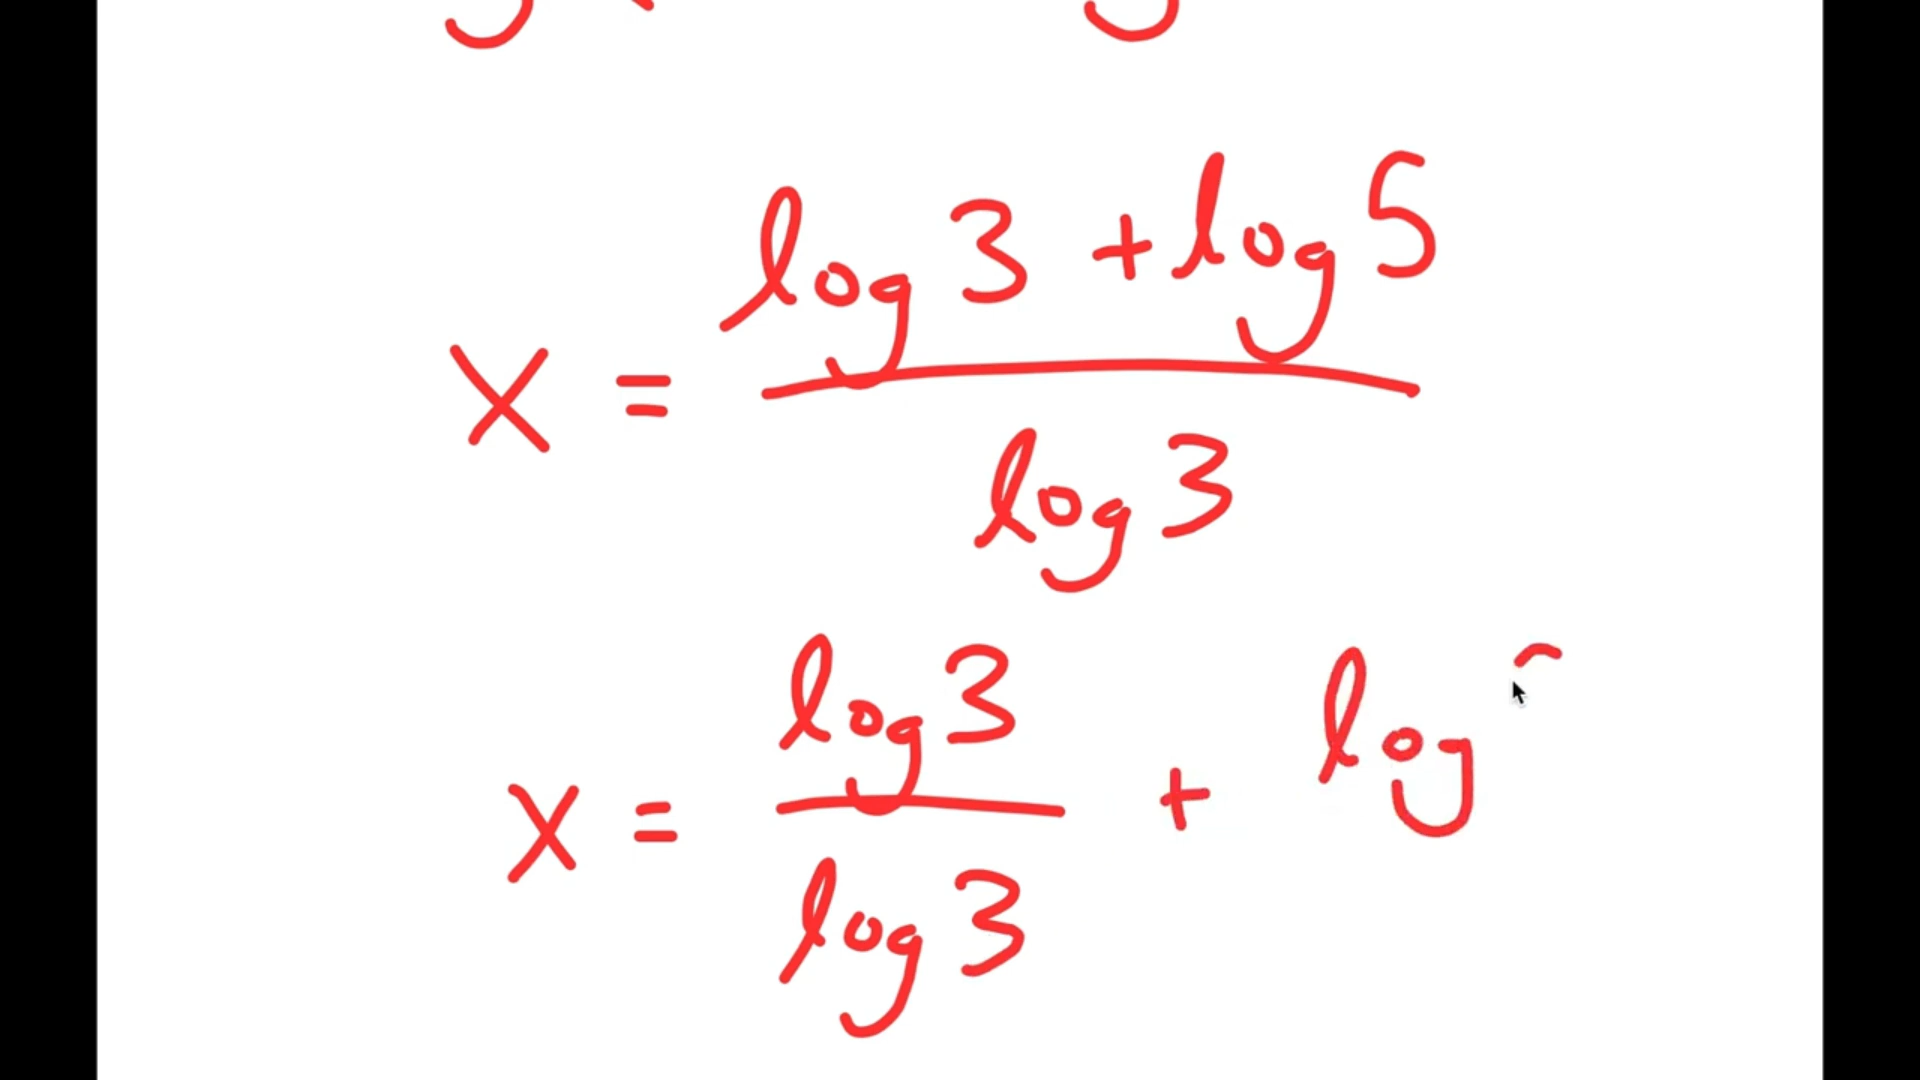 x = (log 3 + log 5) / log 3
x = log 3 / log 3 + log